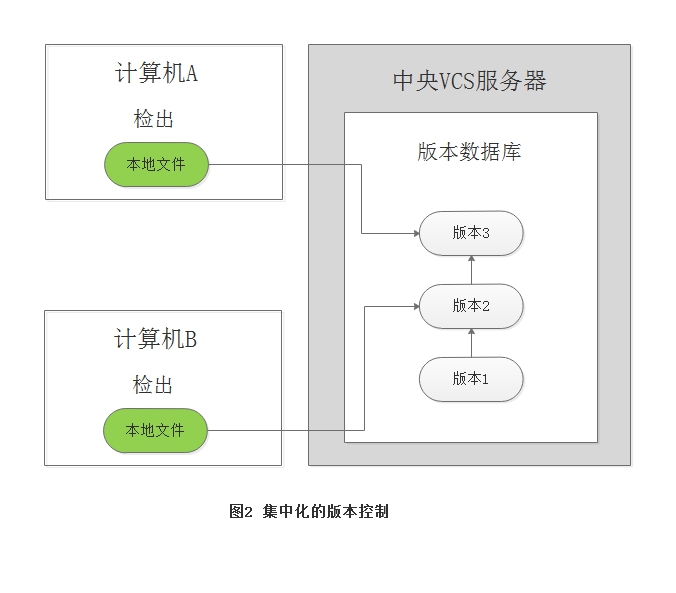 计算机A
检出
本地文件
中央VCS服务器
版本数据库
版本3
版本2
版本1
计算机B
检出
本地文件
图2 集中化的版本控制